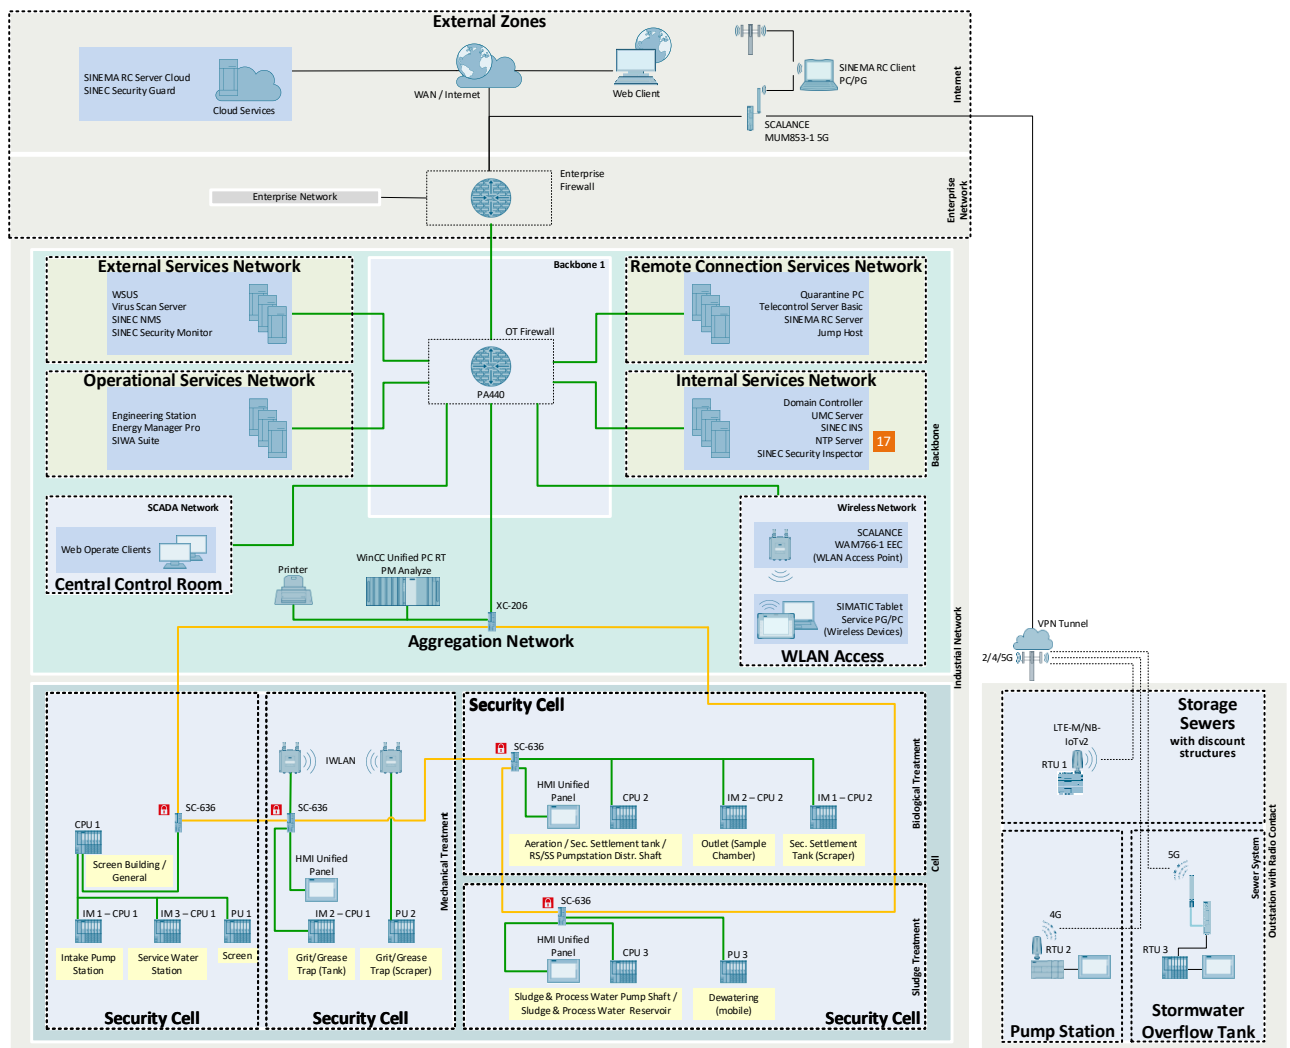 External Zones
SINEMA RC Server Cloud
SINEC Security Guard
Cloud Services
WAN / Internet
Web Client
SINEMA RC Client
PC/PG
SCALANCE
MUM853-1 5G
Internet
Enterprise
Firewall
Enterprise Network
Enterprise
Network
External Services Network
WSUS
Virus Scan Server
SINEC NMS
SINEC Security Monitor
Backbone 1
Remote Connection Services Network
Quarantine PC
Telecontrol Server Basic
SINEMA RC Server
Jump Host
OT Firewall
PA440
Operational Services Network
Engineering Station
Energy Manager Pro
SIWA Suite
Internal Services Network
Domain Controller
UMC Server
SINEC INS
NTP Server
SINEC Security Inspector
17
Backbone
SCADA Network
Web Operate Clients
Central Control Room
Printer
WinCC Unified PC RT
PM Analyze
XC-206
Aggregation Network
Wireless Network
SCALANCE
WAM766-1 EEC
(WLAN Access Point)
SIMATIC Tablet
Service PG/PC
(Wireless Devices)
WLAN Access
Industrial Network
VPN Tunnel
2/4/5G
SC-636
CPU 1
Screen Building /
General
IM 1 – CPU 1
IM 3 – CPU 1
PU 1
Intake Pump
Station
Service Water
Station
Screen
Security Cell
IWLAN
SC-636
HMI Unified
Panel
IM 2 – CPU 1
PU 2
Grit/Grease
Trap (Tank)
Grit/Grease
Trap (Scraper)
Security Cell
Mechanical Treatment
Security Cell
SC-636
HMI Unified
Panel
CPU 2
IM 2 – CPU 2
IM 1 – CPU 2
Aeration / Sec. Settlement tank /
RS/SS Pumpstation Distr. Shaft
Outlet (Sample
Chamber)
Sec. Settlement
Tank (Scraper)
Biological Treatment
Cell
SC-636
HMI Unified
Panel
CPU 3
PU 3
Sludge & Process Water Pump Shaft /
Sludge & Process Water Reservoir
Dewatering
(mobile)
Security Cell
Sludge Treatment
Storage
Sewers
with discount
structures
LTE-M/NB-
IoTv2
RTU 1
4G
RTU 2
Pump Station
5G
RTU 3
Stormwater
Overflow Tank
Sewer System
Outstation with Radio Contact